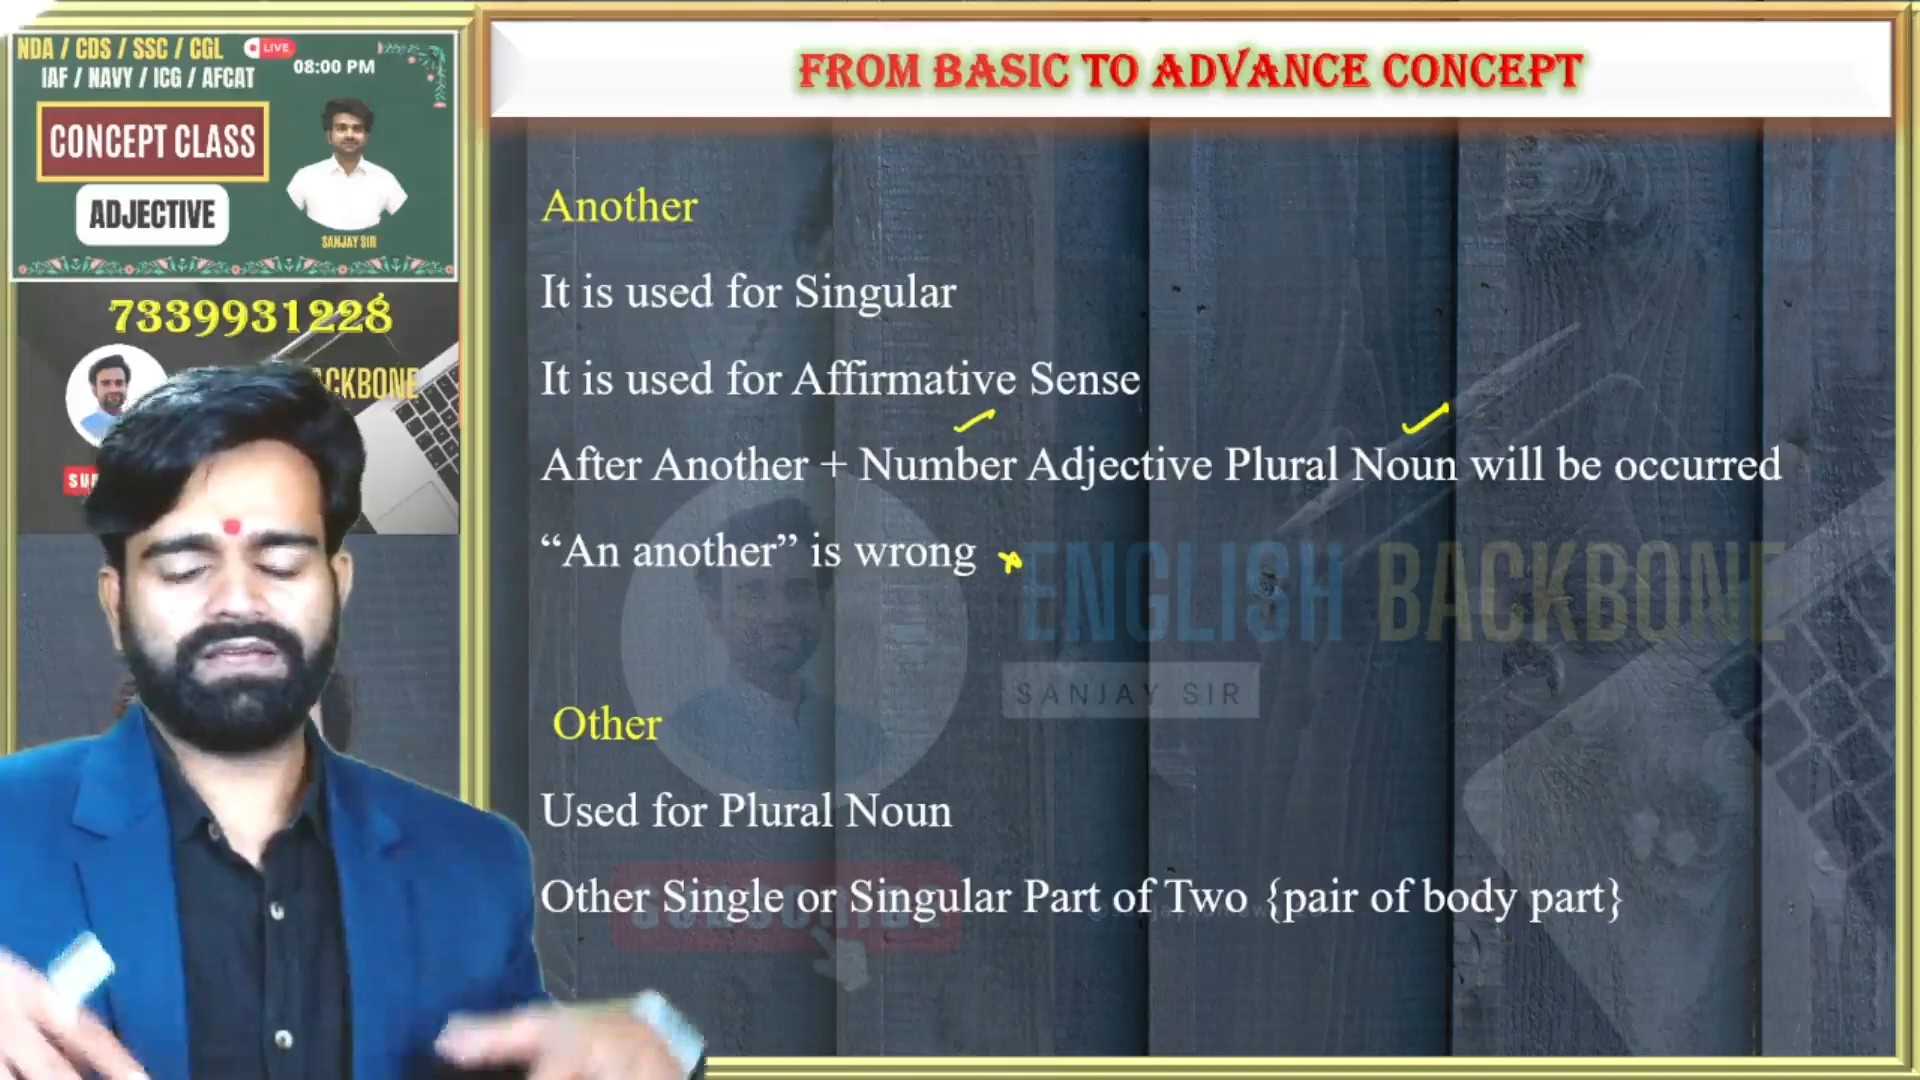 NDA / CDS / SSC / CGL
LIVE
IAF / NAVY / ICG / AFCAT
08:00 PM
CONCEPT CLASS
ADJECTIVE
SANJAY SIR
7339931228
ACKBONE
FROM BASIC TO ADVANCE CONCEPT
Another
It is used for Singular
It is used for Affirmative Sense
After Another + Number Adjective Plural Noun will be occurred
“An another” is wrong
ENGLISH BACKBONE
SANJAY SIR
Other
Used for Plural Noun
Other Single or Singular Part of Two {pair of body part}